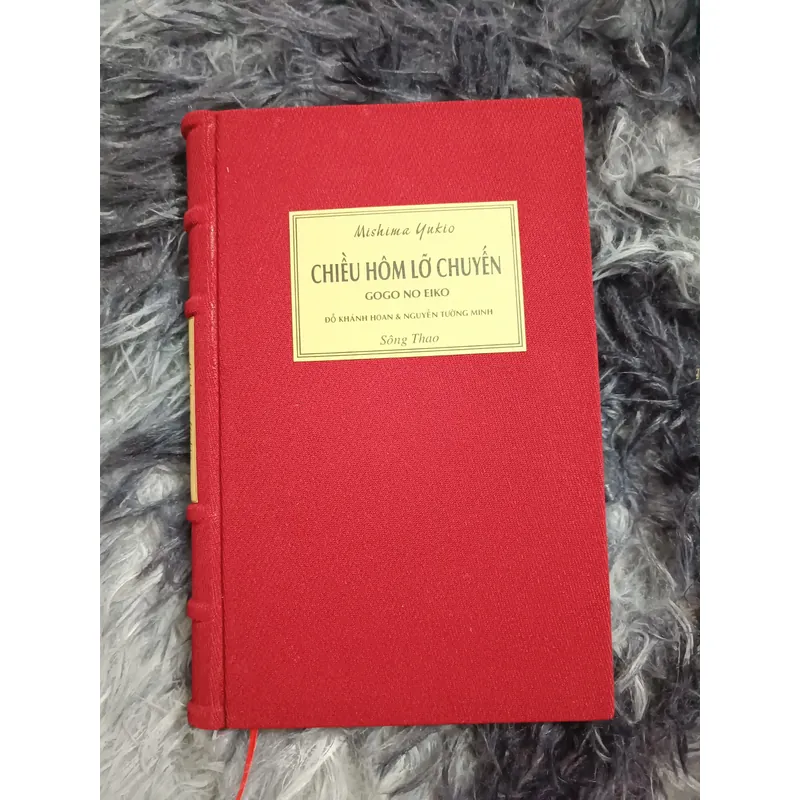 Mishima Yukio
CHIỀU HÔM LỠ CHUYẾN
GOGO NO EIKO
ĐỖ KHÁNH HOAN & NGUYỄN TƯỜNG MINH
Sông Thao